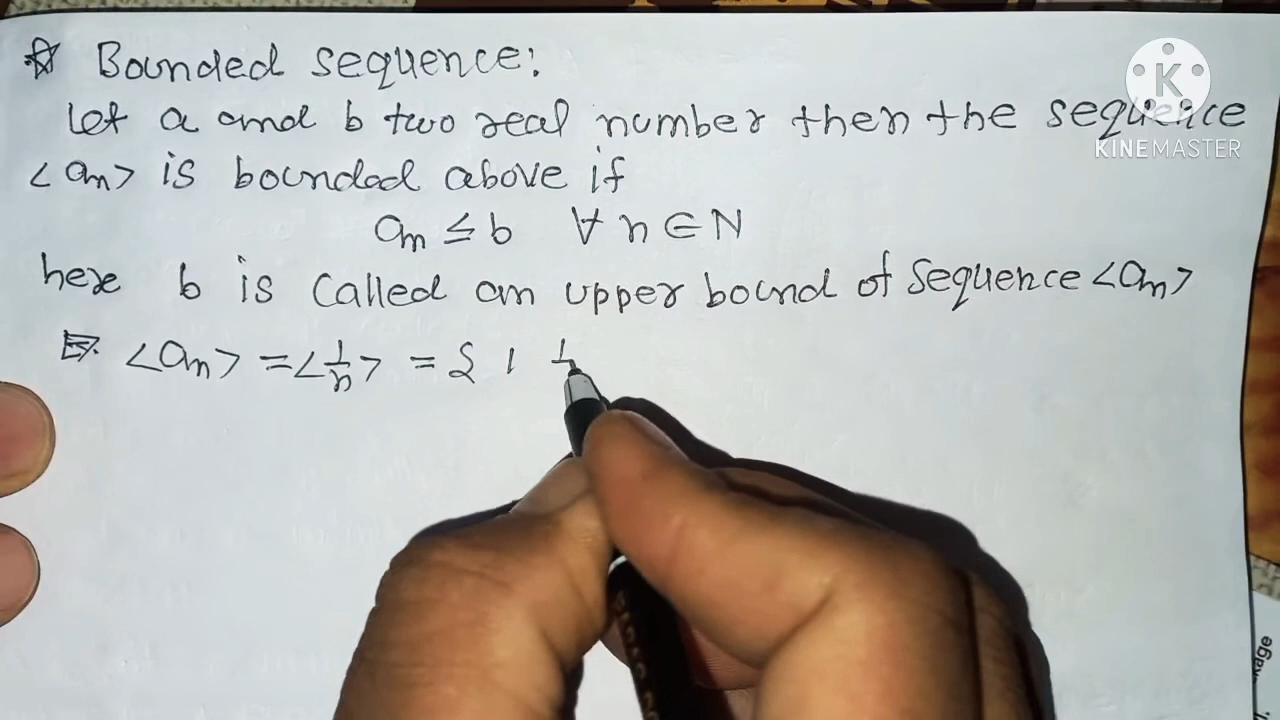 ☆ Bounded sequence:
Let a and b two real number then the sequence
<an> is bounded above if
an ≤ b ∀ n ∈ N
here b is called an upper bound of sequence <an>
Ex. <an> = <1/n> = { 1 1
K
KINEMASTER